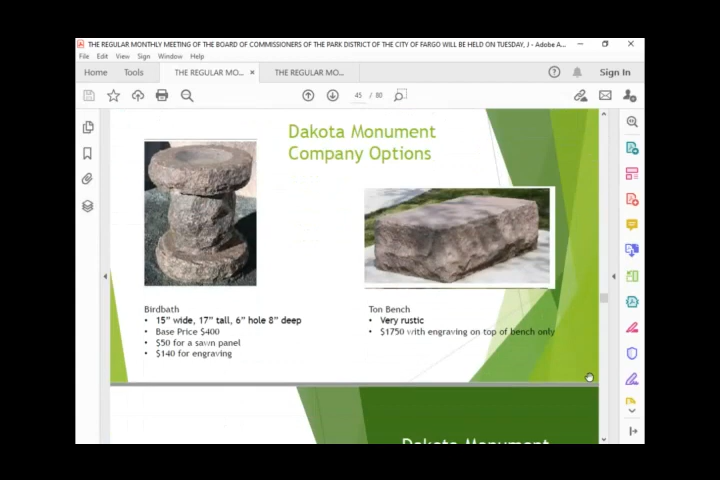 THE REGULAR MONTHLY MEETING OF THE BOARD OF COMMISSIONERS OF THE PARK DISTRICT OF THE CITY OF FARGO WILL BE HELD ON TUESDAY, J - Adobe A...
File Edit View Sign Window Help
Home Tools THE REGULAR MO... × THE REGULAR MO... Sign In
45 / 80
Dakota Monument
Company Options
Birdbath
• 15” wide, 17” tall, 6” hole 8” deep
• Base Price $400
• $50 for a sawn panel
• $140 for engraving
Ton Bench
• Very rustic
• $1750 with engraving on top of bench only
Dakota Monument